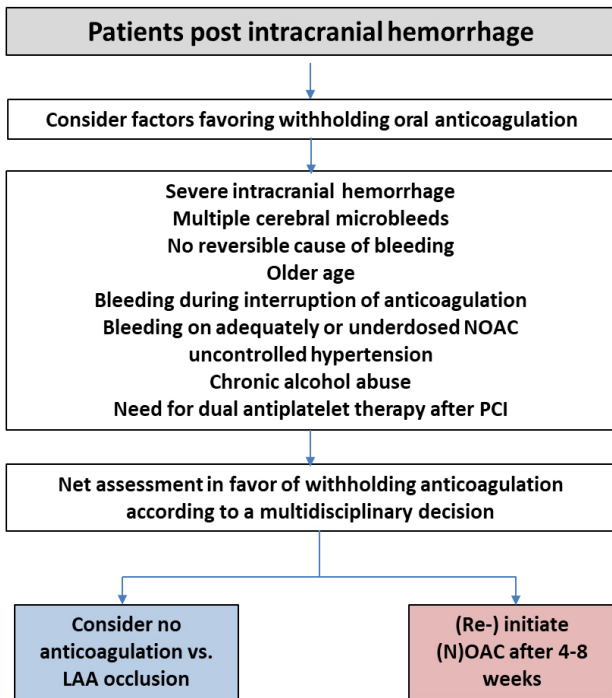 Patients post intracranial hemorrhage
Consider factors favoring withholding oral anticoagulation
Severe intracranial hemorrhage
Multiple cerebral microbleeds
No reversible cause of bleeding
Older age
Bleeding during interruption of anticoagulation
Bleeding on adequately or underdosed NOAC
uncontrolled hypertension
Chronic alcohol abuse
Need for dual antiplatelet therapy after PCI
Net assessment in favor of withholding anticoagulation
according to a multidisciplinary decision
Consider no
anticoagulation vs.
LAA occlusion
(Re-) initiate
(N)OAC after 4-8
weeks